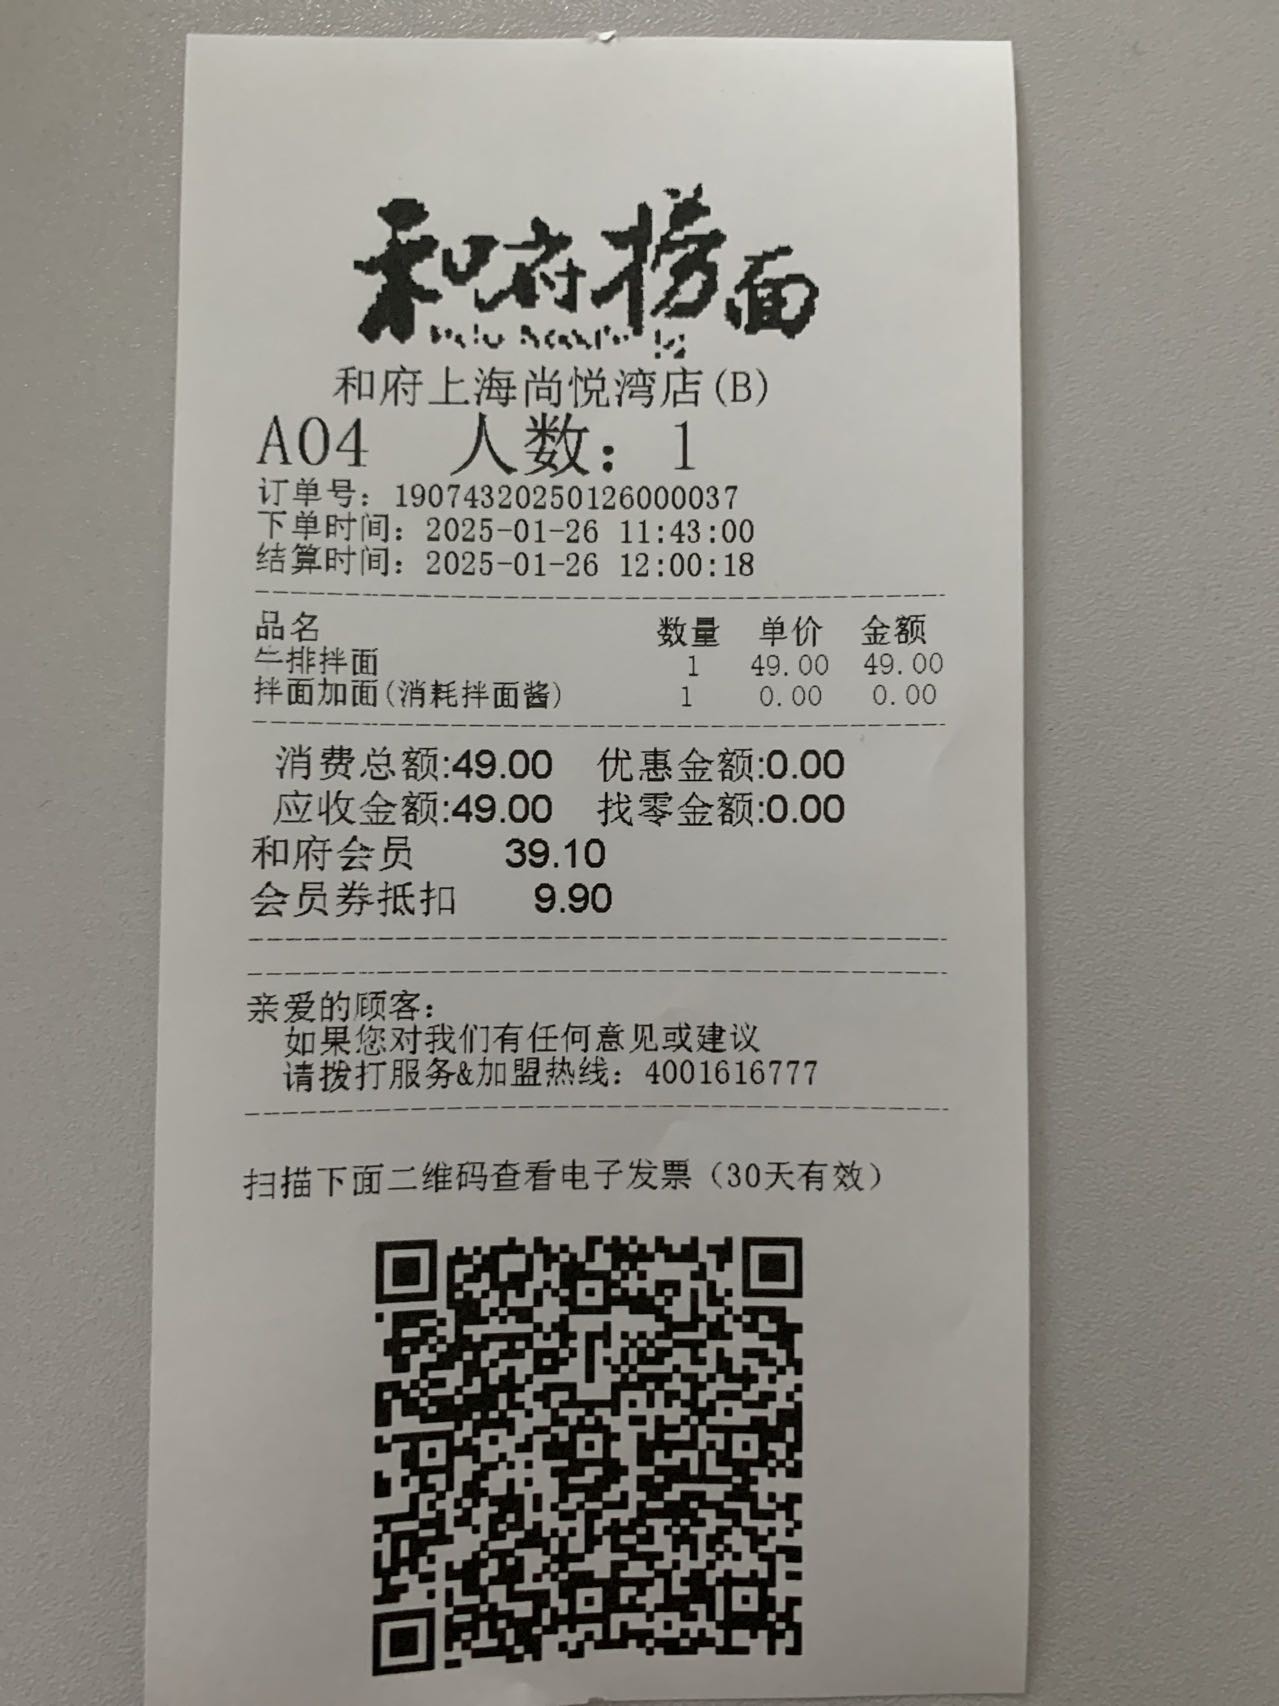 和府捞面
和府上海尚悦湾店(B)
A04 人数：1
订单号：19074320250126000037
下单时间：2025-01-26 11:43:00
结算时间：2025-01-26 12:00:18
品名 数量 单价 金额
牛排拌面 1 49.00 49.00
拌面加面(消耗拌面酱) 1 0.00 0.00
消费总额:49.00 优惠金额:0.00
应收金额:49.00 找零金额:0.00
和府会员 39.10
会员券抵扣 9.90
亲爱的顾客：
如果您对我们有任何意见或建议
请拨打服务&加盟热线：4001616777
扫描下面二维码查看电子发票（30天有效）